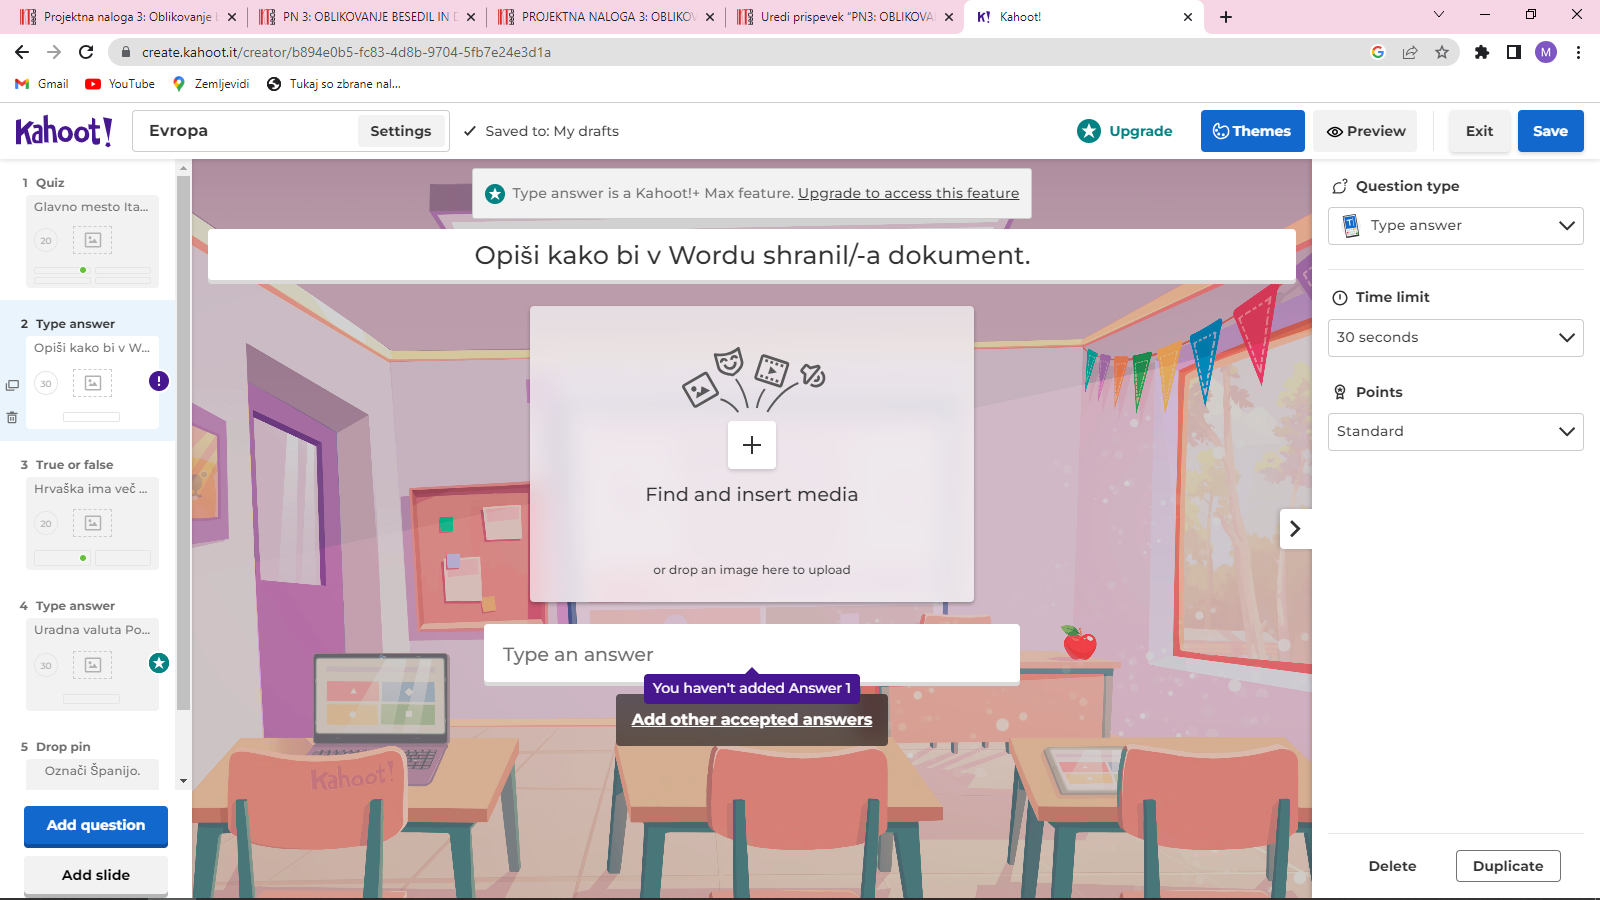 Projektna naloga 3: Oblikovanje
PN 3: OBLIKOVANJE BESEDIL IN
PROJEKTNA NALOGA 3: OBLIKOV
Uredi prispevek "PN3: OBLIKOVA
Kahoot!
create.kahoot.it/creator/b894e0b5-fc83-4d8b-9704-5fb7e24e3d1a
M
Gmail
YouTube
Zemljevidi
Tukaj so zbrane nal...
Kahoot!
Evropa
Settings
Saved to: My drafts
Upgrade
Themes
Preview
Exit
Save
1 Quiz
Glavno mesto Ita...
20
2 Type answer
Opiši kako bi v W...
30
3 True or false
Hrvaška ima več ...
20
4 Type answer
Uradna valuta Po...
30
5 Drop pin
Označi Španijo.
Add question
Add slide
Type answer is a Kahoot!+ Max feature. Upgrade to access this feature
Opiši kako bi v Wordu shranil/-a dokument.
Find and insert media
or drop an image here to upload
Type an answer
You haven't added Answer 1
Add other accepted answers
Kahoot!
Question type
Type answer
Time limit
30 seconds
Points
Standard
Delete
Duplicate